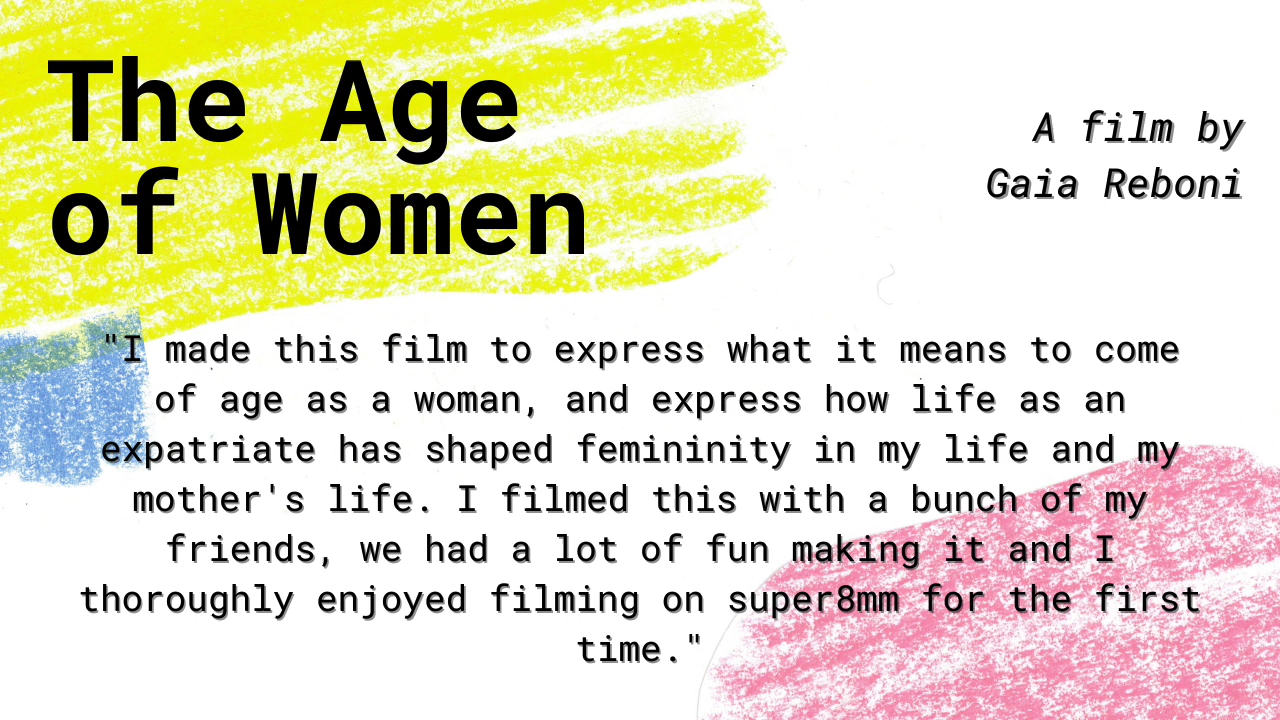 The Age
of Women
A film by
Gaia Reboni
"I made this film to express what it means to come
of age as a woman, and express how life as an
expatriate has shaped femininity in my life and my
mother's life. I filmed this with a bunch of my
friends, we had a lot of fun making it and I
thoroughly enjoyed filming on super8mm for the first
time."